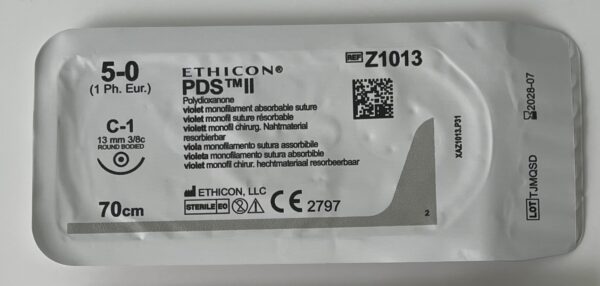 5-0
(1 Ph. Eur.)
C-1
13 mm 3/8c
ROUND BODIED
70cm
ETHICON®
PDS™II
Polydioxanone
violet monofilament absorbable suture
violet monofil suture résorbable
violett monofil chirurg. Nahtmaterial
resorbierbar
viola monofilamento sutura assorbibile
violeta monofilamento sutura absorbible
violet monofil chirur. hechtmateriaal resorbeerbaar
ETHICON, LLC
STERILE EO 2 CE 2797
REF Z1013
XAZ1013.P31
2
2028-07
LOT TJMQSD